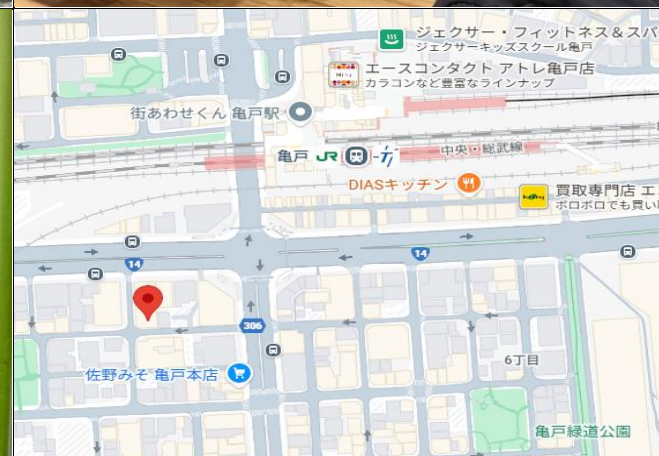 ジェクサー・フィットネス&スパ
ジェクサーキッズスクール亀戸
エースコンタクト アトレ亀戸店
カラコンなど豊富なラインナップ
街あわせくん 亀戸駅
亀戸 JR
中央・総武線
DIASキッチン
買取専門店 エ
ボロボロでも買い
14
14
306
佐野みそ 亀戸本店
6丁目
亀戸緑道公園